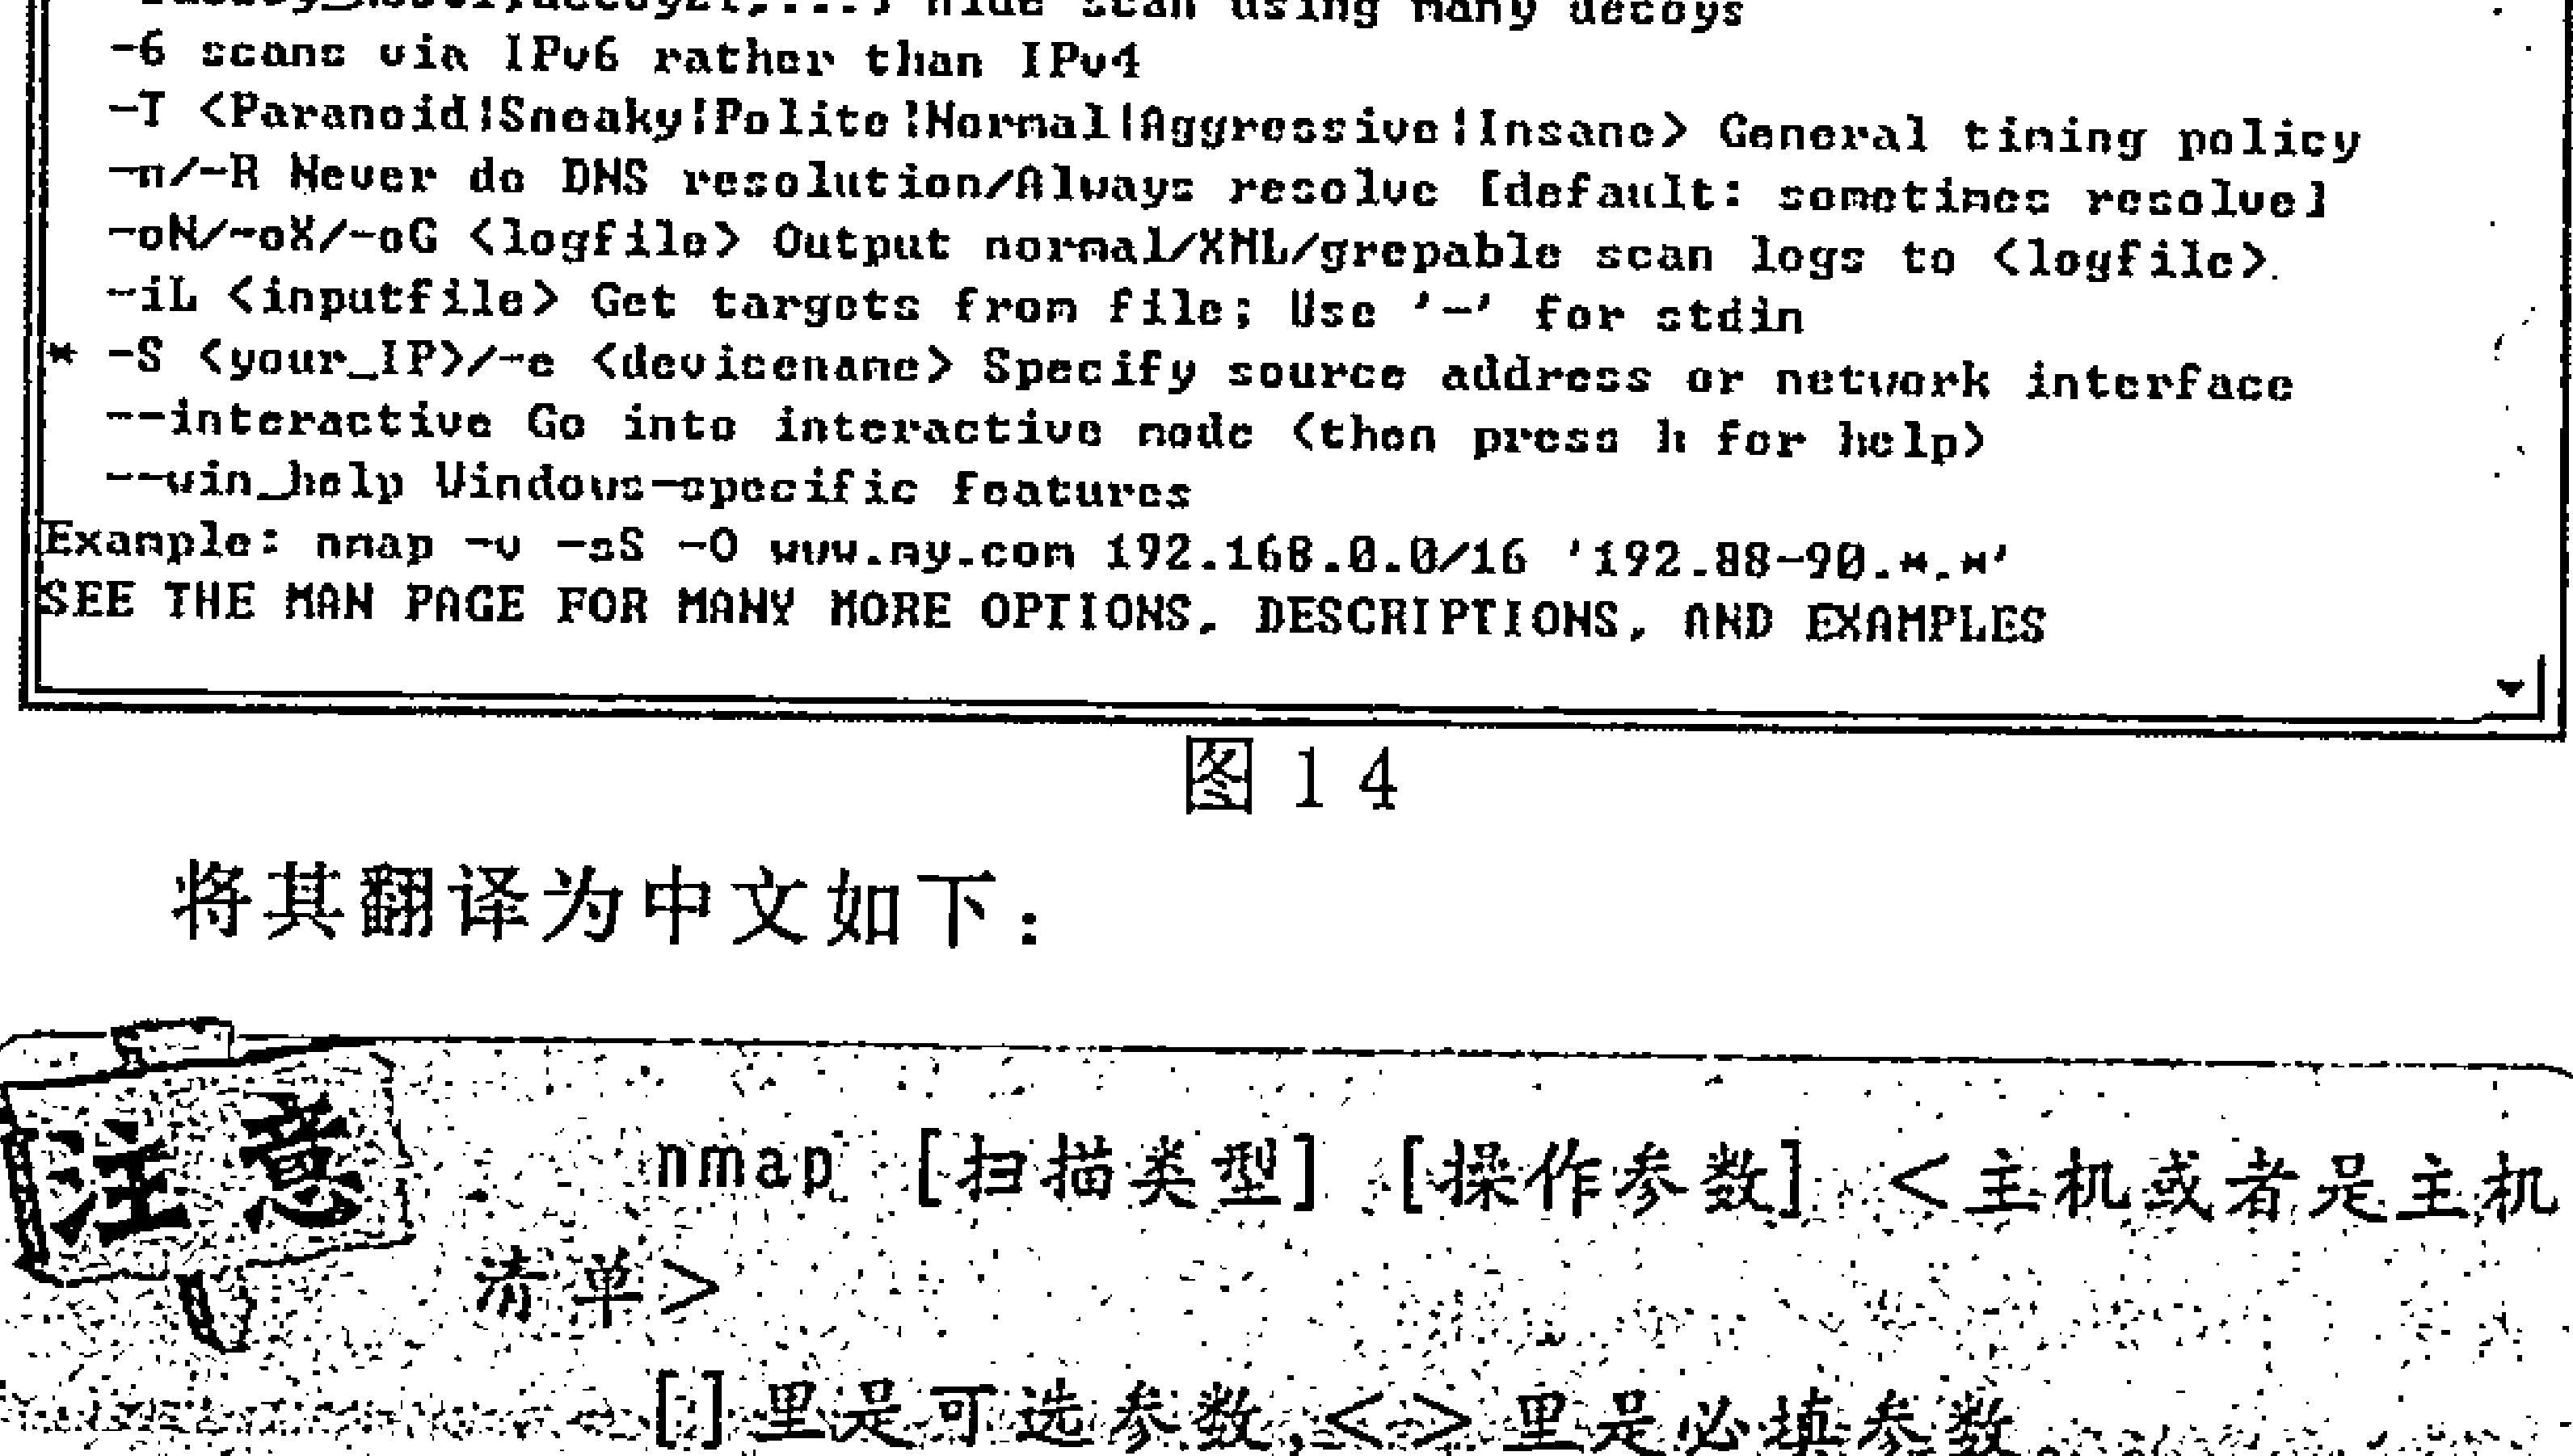 hide scan using many decoys
-6 scans via IPv6 rather than IPv4
-T <Paranoid|Sneaky|Polite|Normal|Aggressive|Insane> General timing policy
-n/-R Never do DNS resolution/Always resolve [default: sometimes resolve]
-oN/-oX/-oG <logfile> Output normal/XML/grepable scan logs to <logfile>
-iL <inputfile> Get targets from file; Use '-' for stdin
* -S <your_IP>/-e <devicename> Specify source address or network interface
--interactive Go into interactive mode (then press h for help)
--win_help Windows-specific features
Example: nmap -v -sS -O www.my.com 192.168.0.0/16 '192.88-90.*.*'
SEE THE MAN PAGE FOR MANY MORE OPTIONS, DESCRIPTIONS, AND EXAMPLES
图 14
将其翻译为中文如下:
注意
nmap [扫描类型] [操作参数] <主机或者是主机
清单>
[]里是可选参数,<>里是必填参数。